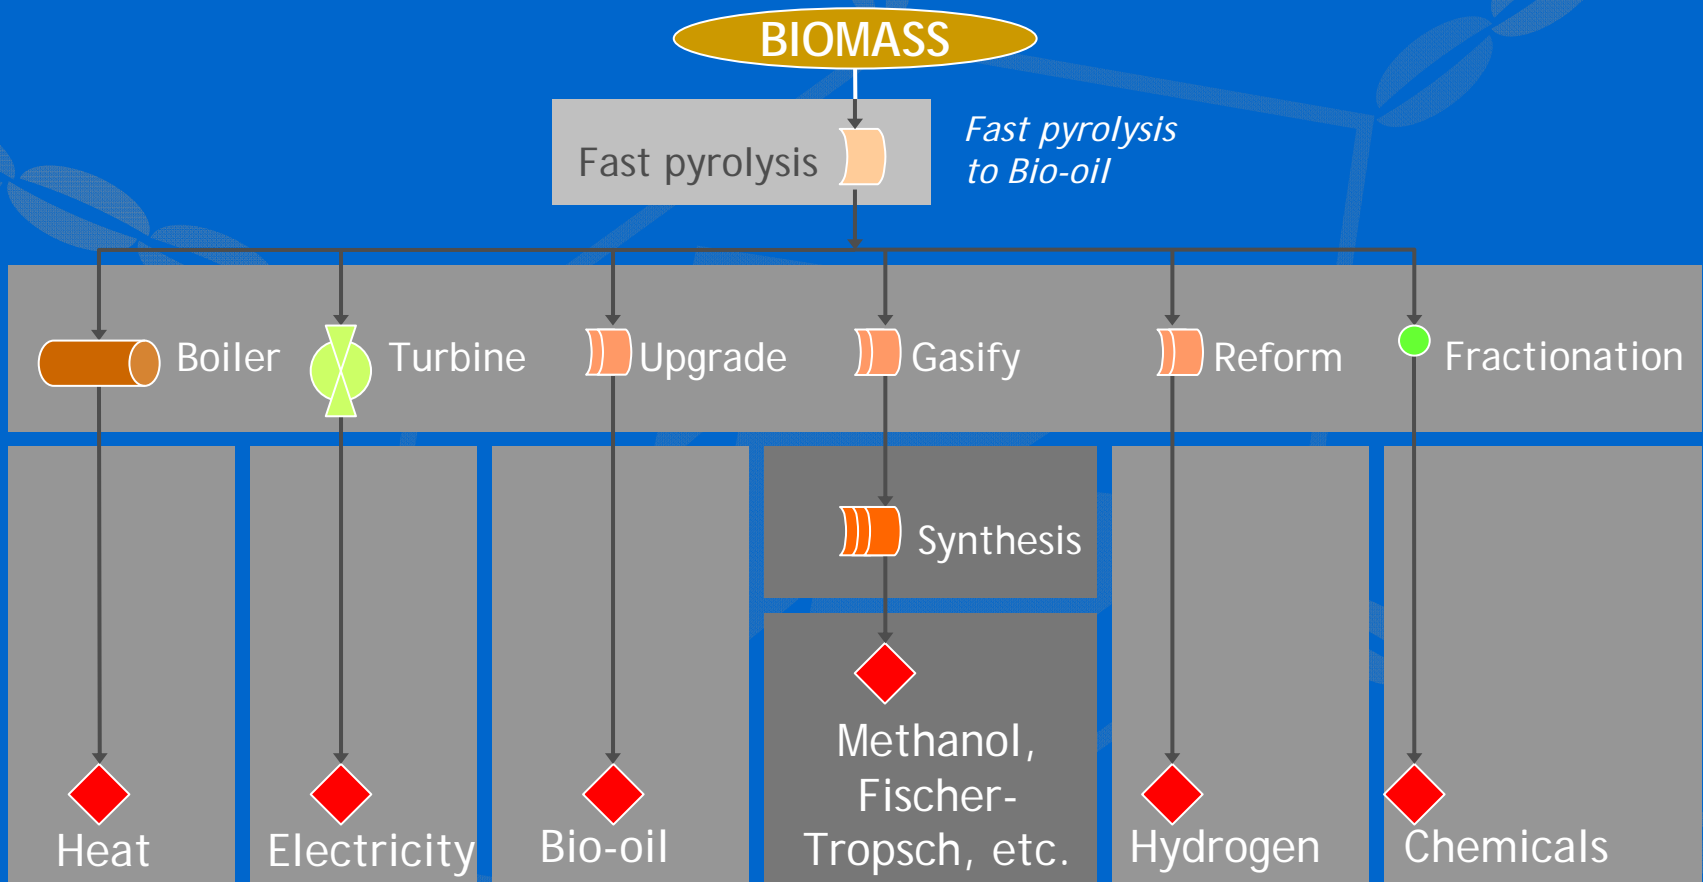 BIOMASS
Fast pyrolysis
Fast pyrolysis
to Bio-oil
Boiler
Turbine
Upgrade
Gasify
Reform
Fractionation
Synthesis
Heat
Electricity
Bio-oil
Methanol,
Fischer-
Tropsch, etc.
Hydrogen
Chemicals